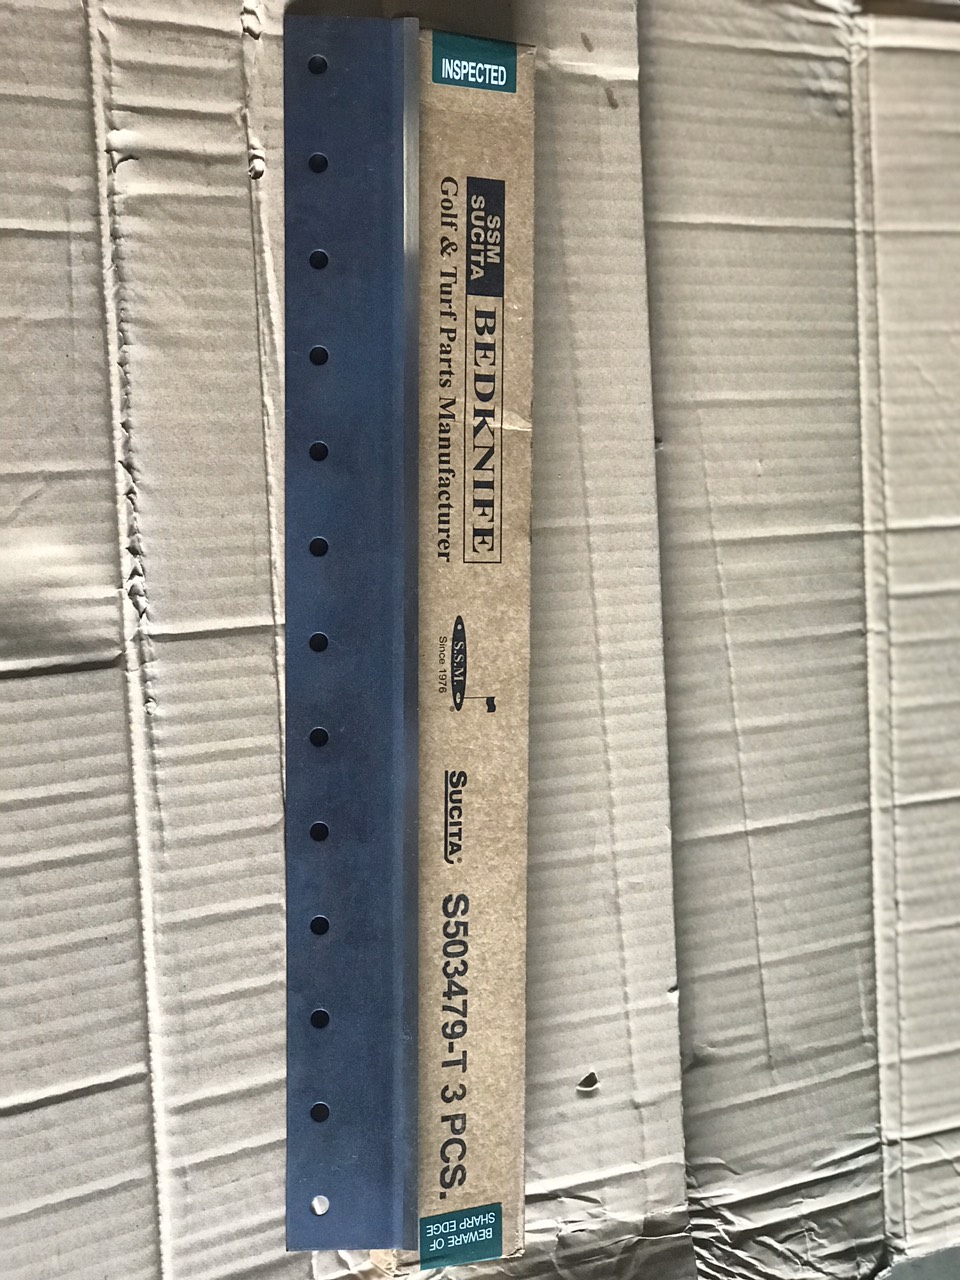 INSPECTED
SSM
SUCITA
BEDKNIFE
Golf & Turf Parts Manufacturer
S.S.M.
®
Since 1976
SUCITA®
S503479-T 3 PCS.
BEWARE OF
SHARP EDGE